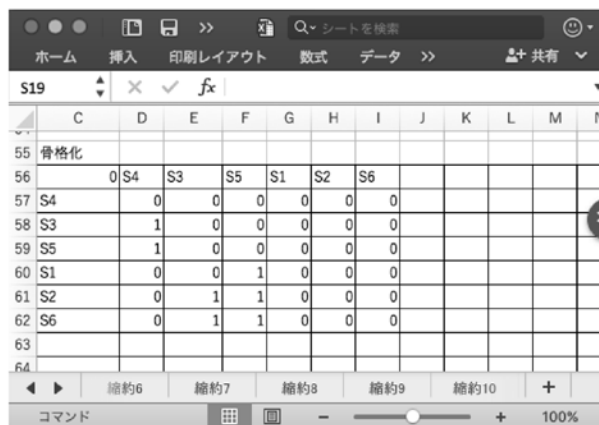 シートを検索
ホーム 挿入 印刷レイアウト 数式 データ 共有
S19 fx
C D E F G H I J K L M
55 骨格化
56 0 S4 S3 S5 S1 S2 S6
57 S4 0 0 0 0 0 0
58 S3 1 0 0 0 0 0
59 S5 1 0 0 0 0 0
60 S1 0 0 1 0 0 0
61 S2 0 1 1 0 0 0
62 S6 0 1 1 0 0 0
63
64
縮約6 縮約7 縮約8 縮約9 縮約10 +
コマンド - + 100%